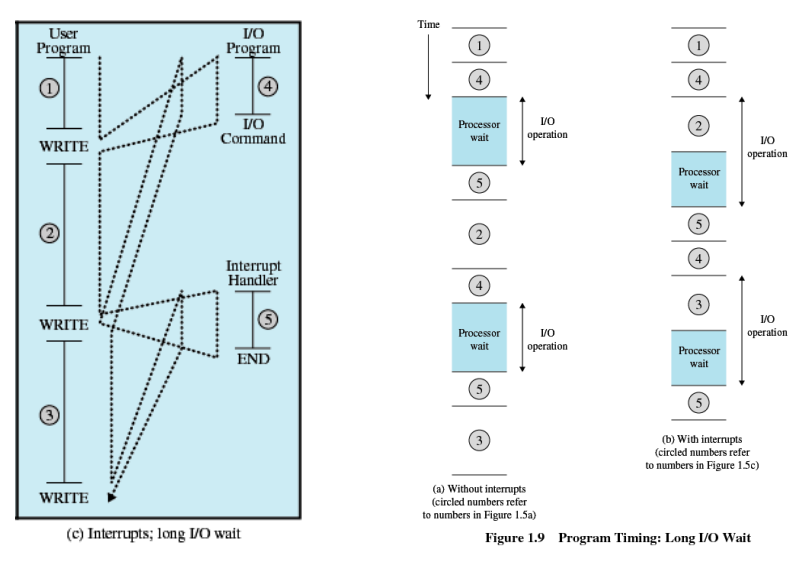 User
Program
I/O
Program
1
4
I/O
Command
WRITE
2
Interrupt
Handler
WRITE
5
END
3
WRITE
(c) Interrupts; long I/O wait
Time
1
4
Processor
wait
I/O
operation
5
2
4
Processor
wait
I/O
operation
5
3
(a) Without interrupts
(circled numbers refer
to numbers in Figure 1.5a)
1
4
2
I/O
operation
Processor
wait
5
4
3
I/O
operation
Processor
wait
5
(b) With interrupts
(circled numbers refer
to numbers in Figure 1.5c)
Figure 1.9 Program Timing: Long I/O Wait